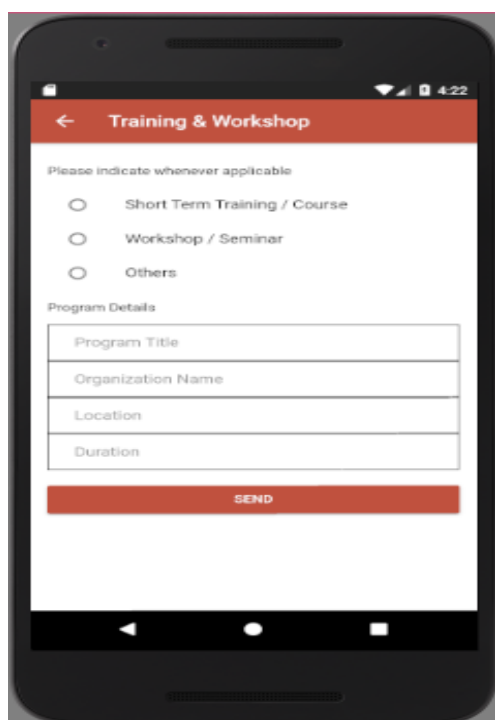 4:22
Training & Workshop
Please indicate whenever applicable
Short Term Training / Course
Workshop / Seminar
Others
Program Details
Program Title
Organization Name
Location
Duration
SEND